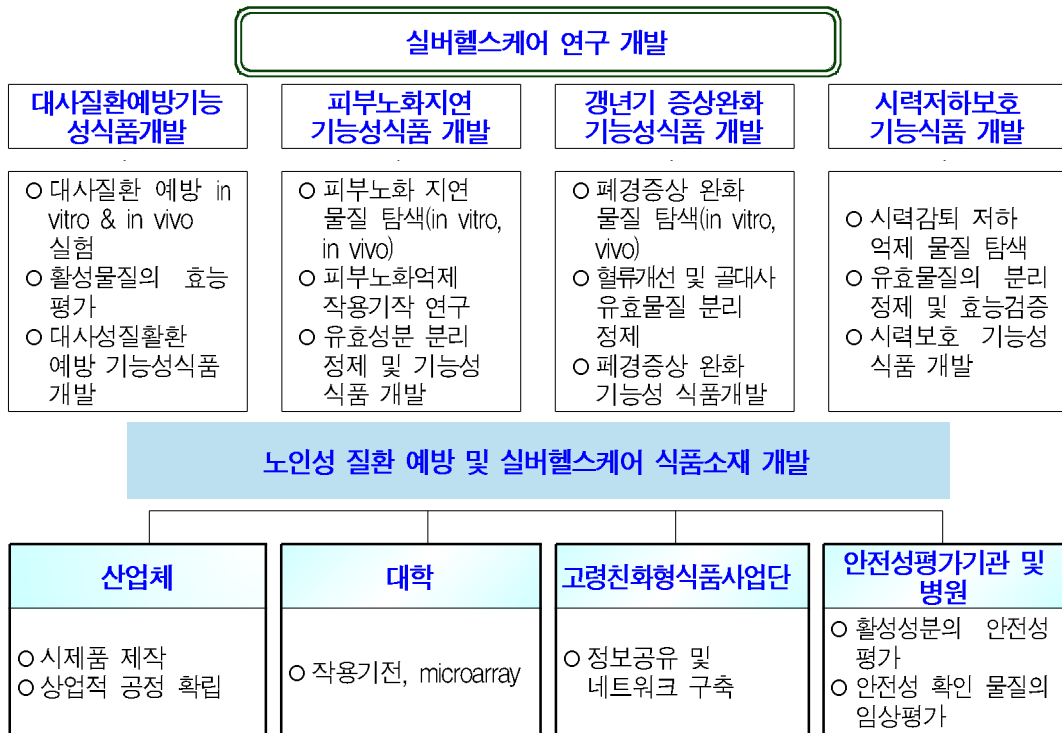 실버헬스케어 연구 개발
대사질환예방기능
성식품개발
피부노화지연
기능성식품 개발
갱년기 증상완화
기능성식품 개발
시력저하보호
기능식품 개발
○ 대사질환 예방 in
vitro & in vivo
실험
○ 활성물질의 효능
평가
○ 대사성질활환
예방 기능성식품
개발
○ 피부노화 지연
물질 탐색(in vitro,
in vivo)
○ 피부노화억제
작용기작 연구
○ 유효성분 분리
정제 및 기능성
식품 개발
○ 폐경증상 완화
물질 탐색(in vitro,
vivo)
○ 혈류개선 및 골대사
유효물질 분리
정제
○ 폐경증상 완화
기능성 식품개발
○ 시력감퇴 저하
억제 물질 탐색
○ 유효물질의 분리
정제 및 효능검증
○ 시력보호 기능성
식품 개발
노인성 질환 예방 및 실버헬스케어 식품소재 개발
산업체
○ 시제품 제작
○ 상업적 공정 확립
대학
○ 작용기전, microarray
고령친화형식품사업단
○ 정보공유 및
네트워크 구축
안전성평가기관 및
병원
○ 활성성분의 안전성
평가
○ 안전성 확인 물질의
임상평가